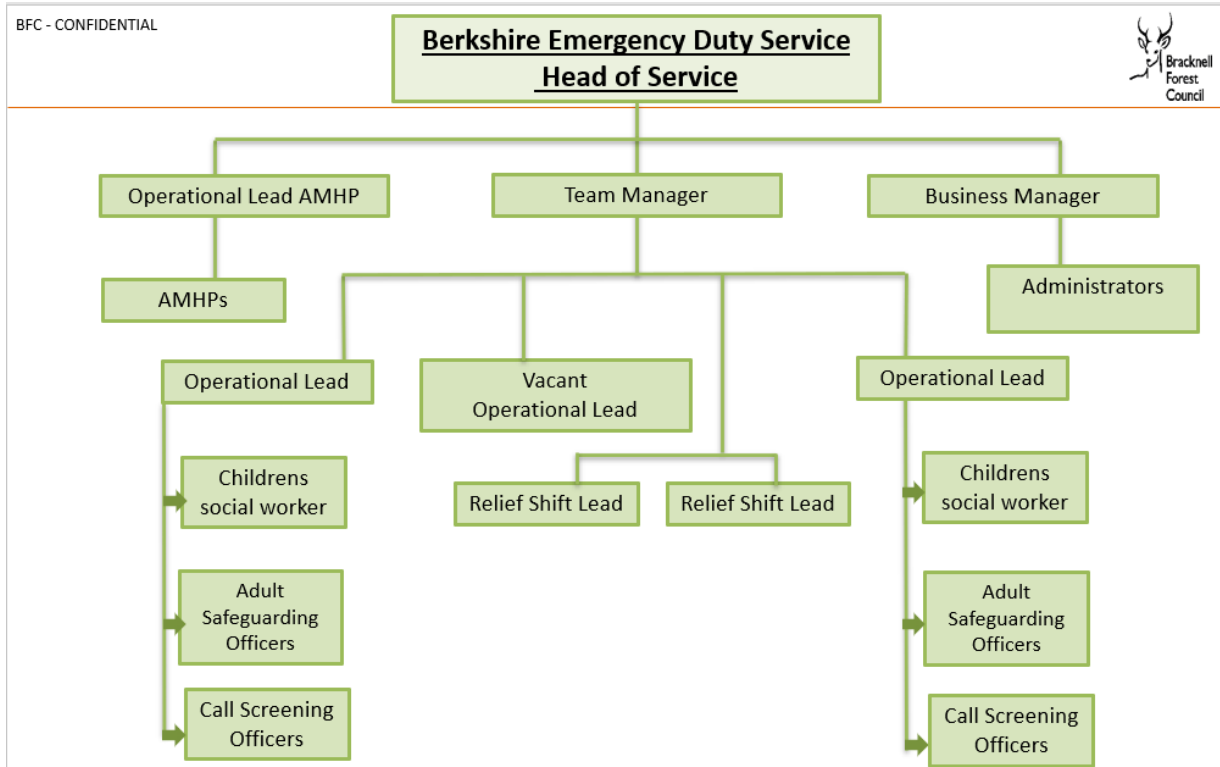 BFC - CONFIDENTIAL
Berkshire Emergency Duty Service
Head of Service
Bracknell
Forest
Council
Operational Lead AMHP
Team Manager
Business Manager
AMHPs
Administrators
Operational Lead
Vacant
Operational Lead
Operational Lead
Childrens
social worker
Relief Shift Lead
Relief Shift Lead
Childrens
social worker
Adult
Safeguarding
Officers
Adult
Safeguarding
Officers
Call Screening
Officers
Call Screening
Officers